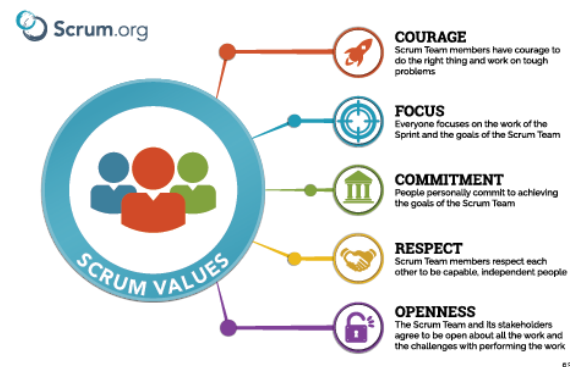 Scrum.org
COURAGE
Scrum Team members have courage to
do the right thing and work on tough
problems
FOCUS
Everyone focuses on the work of the
Sprint and the goals of the Scrum Team
COMMITMENT
People personally commit to achieving
the goals of the Scrum Team
RESPECT
Scrum Team members respect each
other to be capable, independent people
OPENNESS
The Scrum Team and its stakeholders
agree to be open about all the work and
the challenges with performing the work
SCRUM VALUES